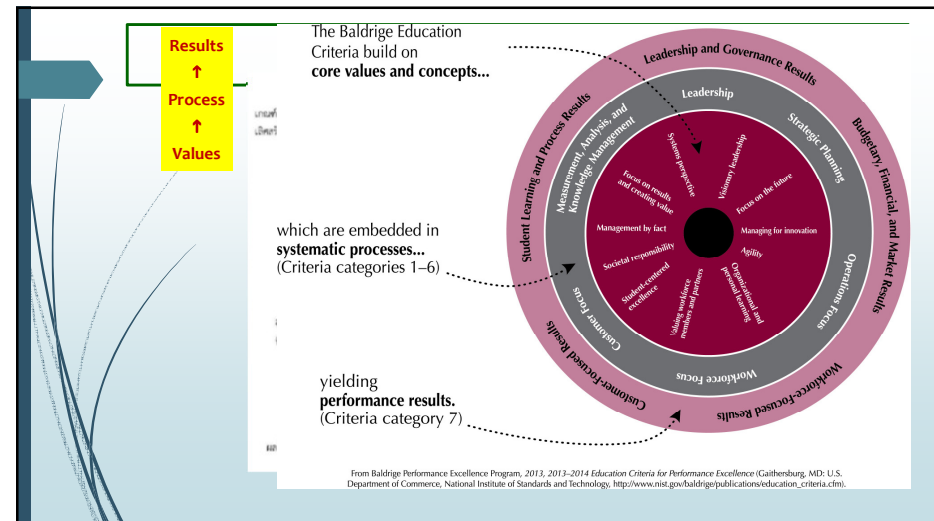 Results
↑
Process
↑
Values
The Baldrige Education
Criteria build on
core values and concepts...
which are embedded in
systematic processes...
(Criteria categories 1–6)
yielding
performance results.
(Criteria category 7)
Leadership and Governance Results
Budgetary, Financial, and Market Results
Workforce-Focused Results
Customer-Focused Results
Student Learning and Process Results
Leadership
Strategic Planning
Operations Focus
Workforce Focus
Customer Focus
Measurement, Analysis, and
Knowledge Management
Systems perspective
Visionary leadership
Focus on the future
Managing for innovation
Agility
Organizational and
personal learning
Valuing workforce
members and partners
Student-centered
excellence
Societal responsibility
Management by fact
Focus on results
and creating value
From Baldrige Performance Excellence Program, 2013, 2013–2014 Education Criteria for Performance Excellence (Gaithersburg, MD: U.S.
Department of Commerce, National Institute of Standards and Technology, http://www.nist.gov/baldrige/publications/education_criteria.cfm).